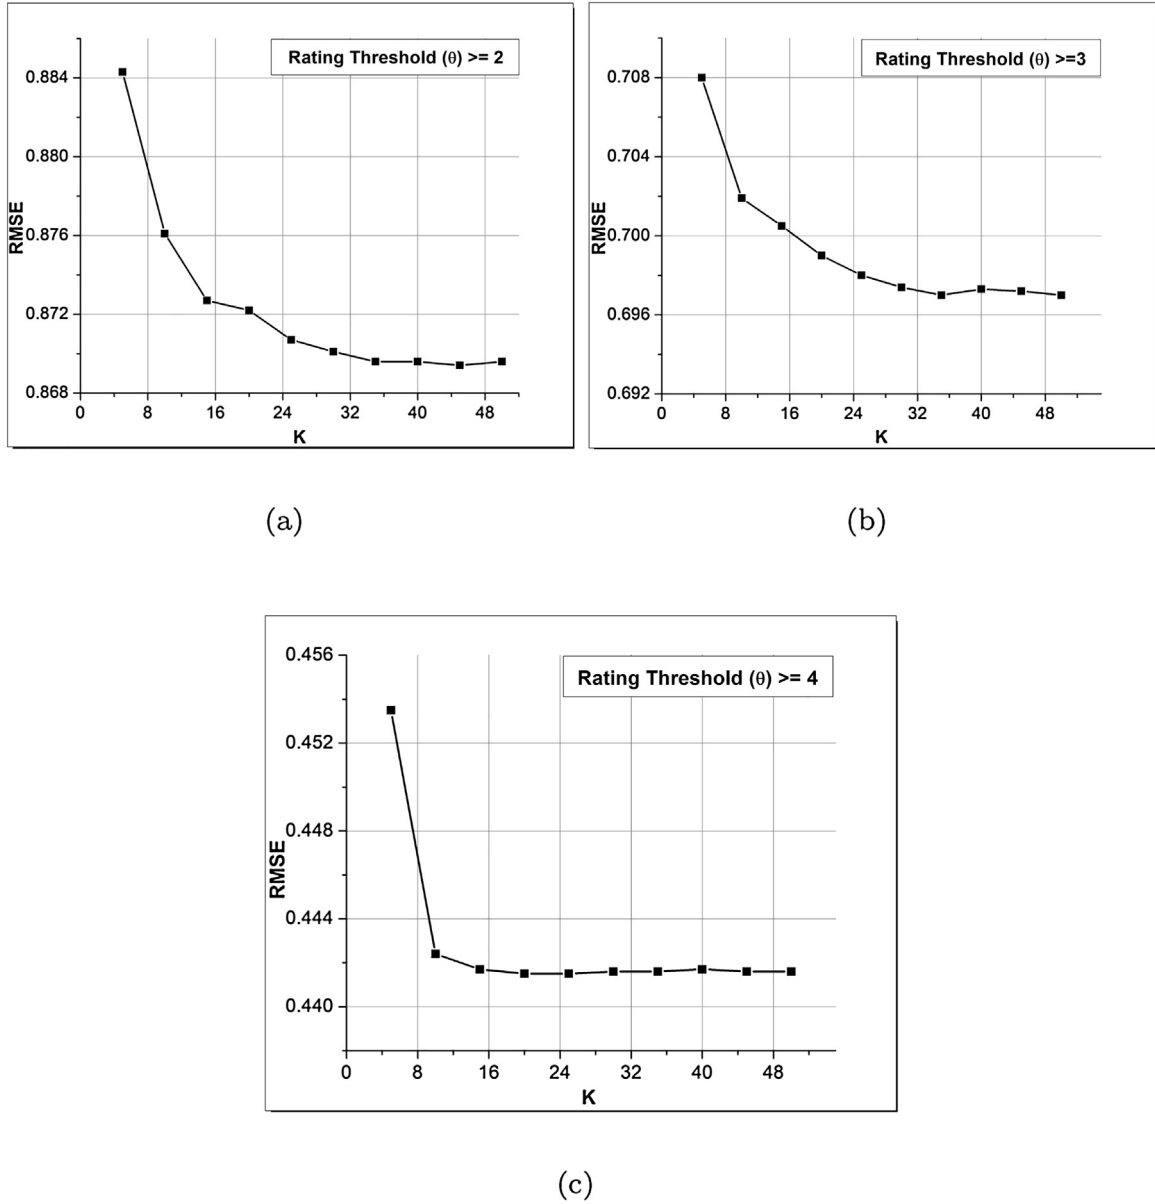 Rating Threshold (θ) >= 2
RMSE
0.884
0.880
0.876
0.872
0.868
0 8 16 24 32 40 48
K
(a)
Rating Threshold (θ) >=3
RMSE
0.708
0.704
0.700
0.696
0.692
0 8 16 24 32 40 48
K
(b)
Rating Threshold (θ) >= 4
RMSE
0.456
0.452
0.448
0.444
0.440
0 8 16 24 32 40 48
K
(c)